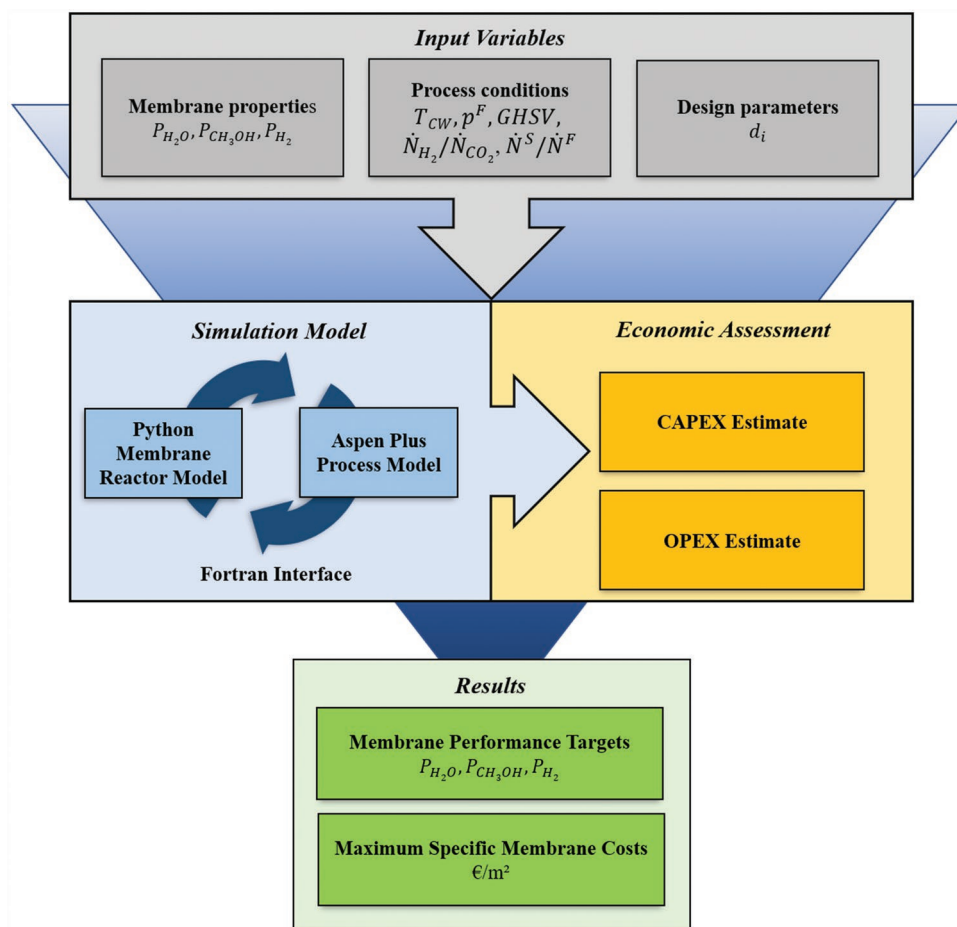 Input Variables
Membrane properties
P_{H_2O}, P_{CH_3OH}, P_{H_2}
Process conditions
T_{CW}, p^F, GHSV,
Ṅ_{H_2}/Ṅ_{CO_2}, Ṅ^S/Ṅ^F
Design parameters
d_i
Simulation Model
Python
Membrane
Reactor Model
Aspen Plus
Process Model
Fortran Interface
Economic Assessment
CAPEX Estimate
OPEX Estimate
Results
Membrane Performance Targets
P_{H_2O}, P_{CH_3OH}, P_{H_2}
Maximum Specific Membrane Costs
€/m²